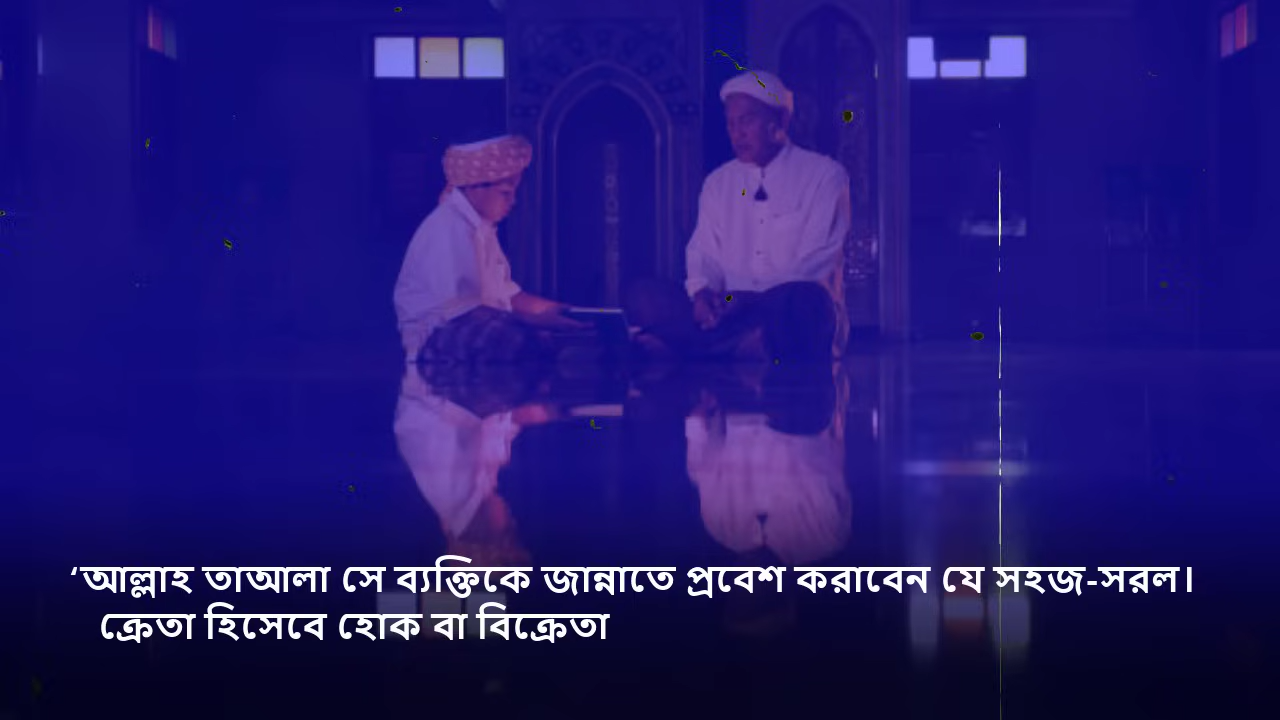 ‘আল্লাহ তাআলা সে ব্যক্তিকে জান্নাতে প্রবেশ করাবেন যে সহজ-সরল।
ক্রেতা হিসেবে হোক বা বিক্রেতা